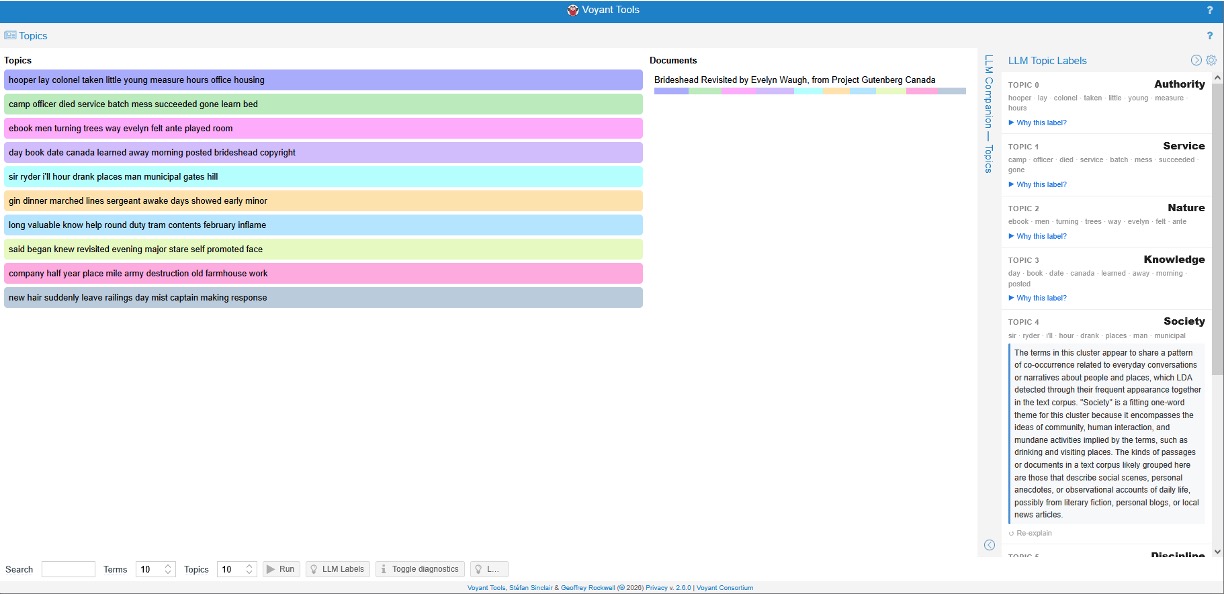 Voyant Tools
?
Topics
?
Topics
hooper lay colonel taken little young measure hours office housing
camp officer died service batch mess succeeded gone learn bed
ebook men turning trees way evelyn felt ante played room
day book date canada learned away morning posted brideshead copyright
sir ryder i'll hour drank places man municipal gates hill
gin dinner marched lines sergeant awake days showed early minor
long valuable know help round duty tram contents february inflame
said began knew revisited evening major stare self promoted face
company half year place mile army destruction old farmhouse work
new hair suddenly leave railings day mist captain making response
Documents
Brideshead Revisited by Evelyn Waugh, from Project Gutenberg Canada
LLM Companion — Topics
LLM Topic Labels
TOPIC 0 Authority
hooper · lay · colonel · taken · little · young · measure ·
hours
▶ Why this label?
TOPIC 1 Service
camp · officer · died · service · batch · mess · succeeded ·
gone
▶ Why this label?
TOPIC 2 Nature
ebook · men · turning · trees · way · evelyn · felt · ante
▶ Why this label?
TOPIC 3 Knowledge
day · book · date · canada · learned · away · morning ·
posted
▶ Why this label?
TOPIC 4 Society
sir · ryder · i'll · hour · drank · places · man · municipal
The terms in this cluster appear to share a pattern
of co-occurrence related to everyday conversations
or narratives about people and places, which LDA
detected through their frequent appearance together
in the text corpus. "Society" is a fitting one-word
theme for this cluster because it encompasses the
ideas of community, human interaction, and
mundane activities implied by the terms, such as
drinking and visiting places. The kinds of passages
or documents in a text corpus likely grouped here
are those that describe social scenes, personal
anecdotes, or observational accounts of daily life,
possibly from literary fiction, personal blogs, or local
news articles.
↺ Re-explain
TOPIC 5 Discipline
Search Terms 10 Topics 10 Run LLM Labels Toggle diagnostics L...
Voyant Tools, Stéfan Sinclair & Geoffrey Rockwell (© 2026) Privacy v. 2.6.0 | Voyant Consortium